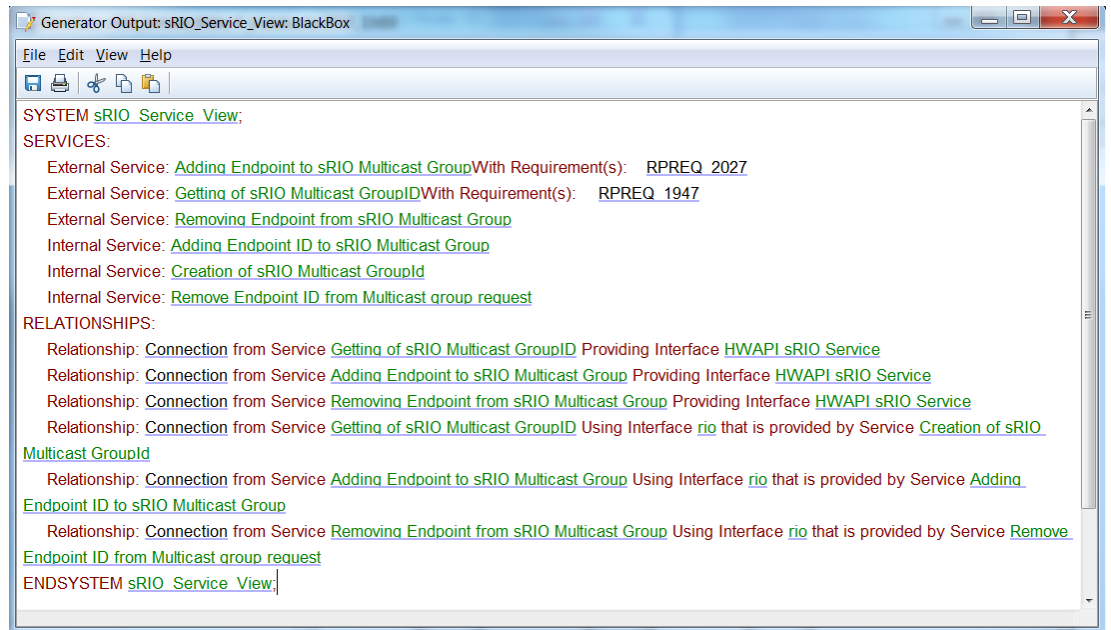 Generator Output: sRIO_Service_View: BlackBox
File Edit View Help
SYSTEM sRIO_Service_View;
SERVICES:
External Service: Adding Endpoint to sRIO Multicast GroupWith Requirement(s): RPREQ_2027
External Service: Getting of sRIO Multicast GroupIDWith Requirement(s): RPREQ_1947
External Service: Removing Endpoint from sRIO Multicast Group
Internal Service: Adding Endpoint ID to sRIO Multicast Group
Internal Service: Creation of sRIO Multicast GroupId
Internal Service: Remove Endpoint ID from Multicast group request
RELATIONSHIPS:
Relationship: Connection from Service Getting of sRIO Multicast GroupID Providing Interface HWAPI sRIO Service
Relationship: Connection from Service Adding Endpoint to sRIO Multicast Group Providing Interface HWAPI sRIO Service
Relationship: Connection from Service Removing Endpoint from sRIO Multicast Group Providing Interface HWAPI sRIO Service
Relationship: Connection from Service Getting of sRIO Multicast GroupID Using Interface rio that is provided by Service Creation of sRIO
Multicast GroupId
Relationship: Connection from Service Adding Endpoint to sRIO Multicast Group Using Interface rio that is provided by Service Adding
Endpoint ID to sRIO Multicast Group
Relationship: Connection from Service Removing Endpoint from sRIO Multicast Group Using Interface rio that is provided by Service Remove
Endpoint ID from Multicast group request
ENDSYSTEM sRIO_Service_View;